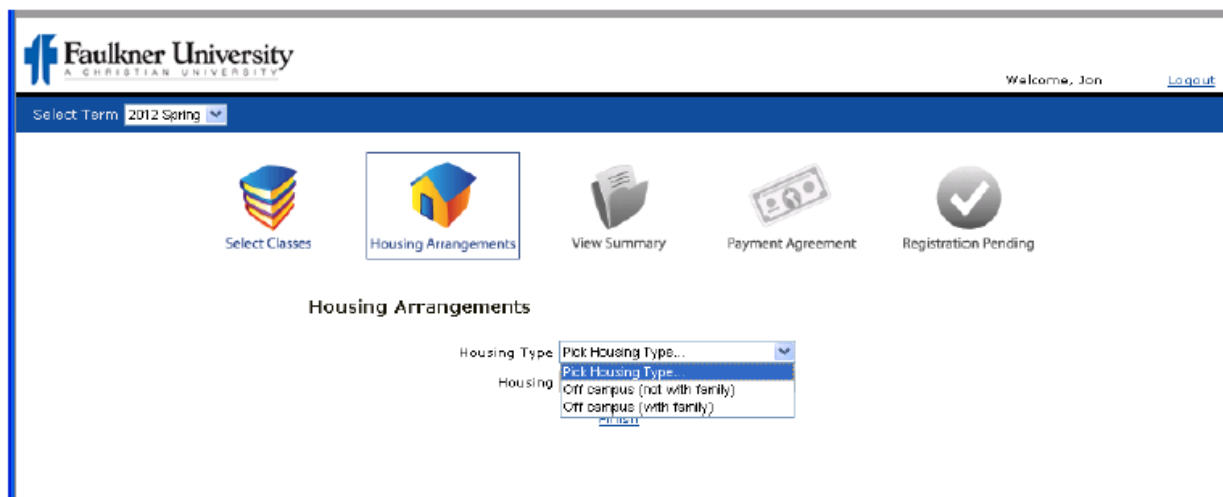 Faulkner University
A CHRISTIAN UNIVERSITY
Welcome, Jon
Logout
Select Term 2012 Spring
Select Classes
Housing Arrangements
View Summary
Payment Agreement
Registration Pending
Housing Arrangements
Housing Type Pick Housing Type...
Pick Housing Type...
Housing
Off campus (not with family)
Off campus (with family)